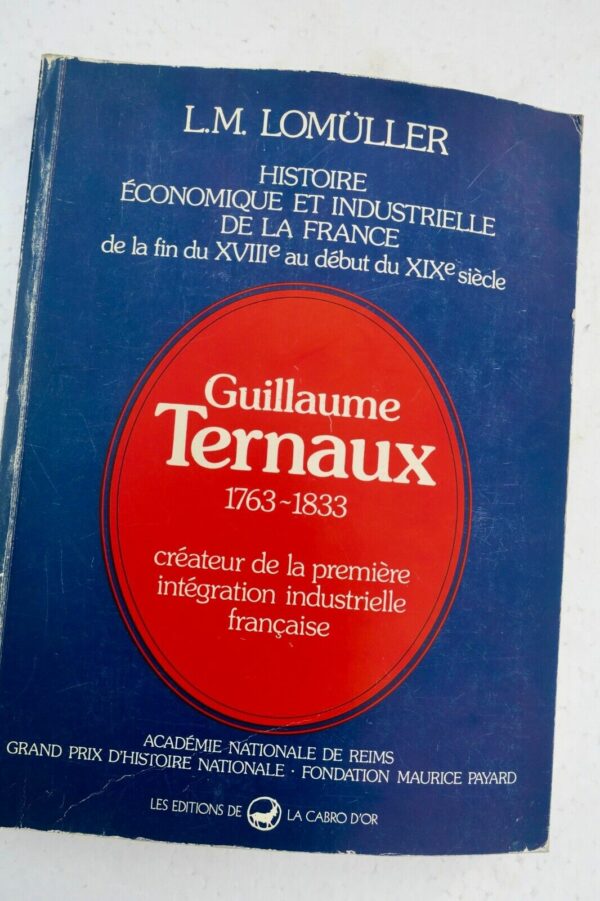 L.M. LOMÜLLER
HISTOIRE
ÉCONOMIQUE ET INDUSTRIELLE
DE LA FRANCE
de la fin du XVIIIe au début du XIXe siècle
Guillaume
Ternaux
1763~1833
créateur de la première
intégration industrielle
française
ACADÉMIE NATIONALE DE REIMS
GRAND PRIX D'HISTOIRE NATIONALE · FONDATION MAURICE PAYARD
LES EDITIONS DE LA CABRO D'OR